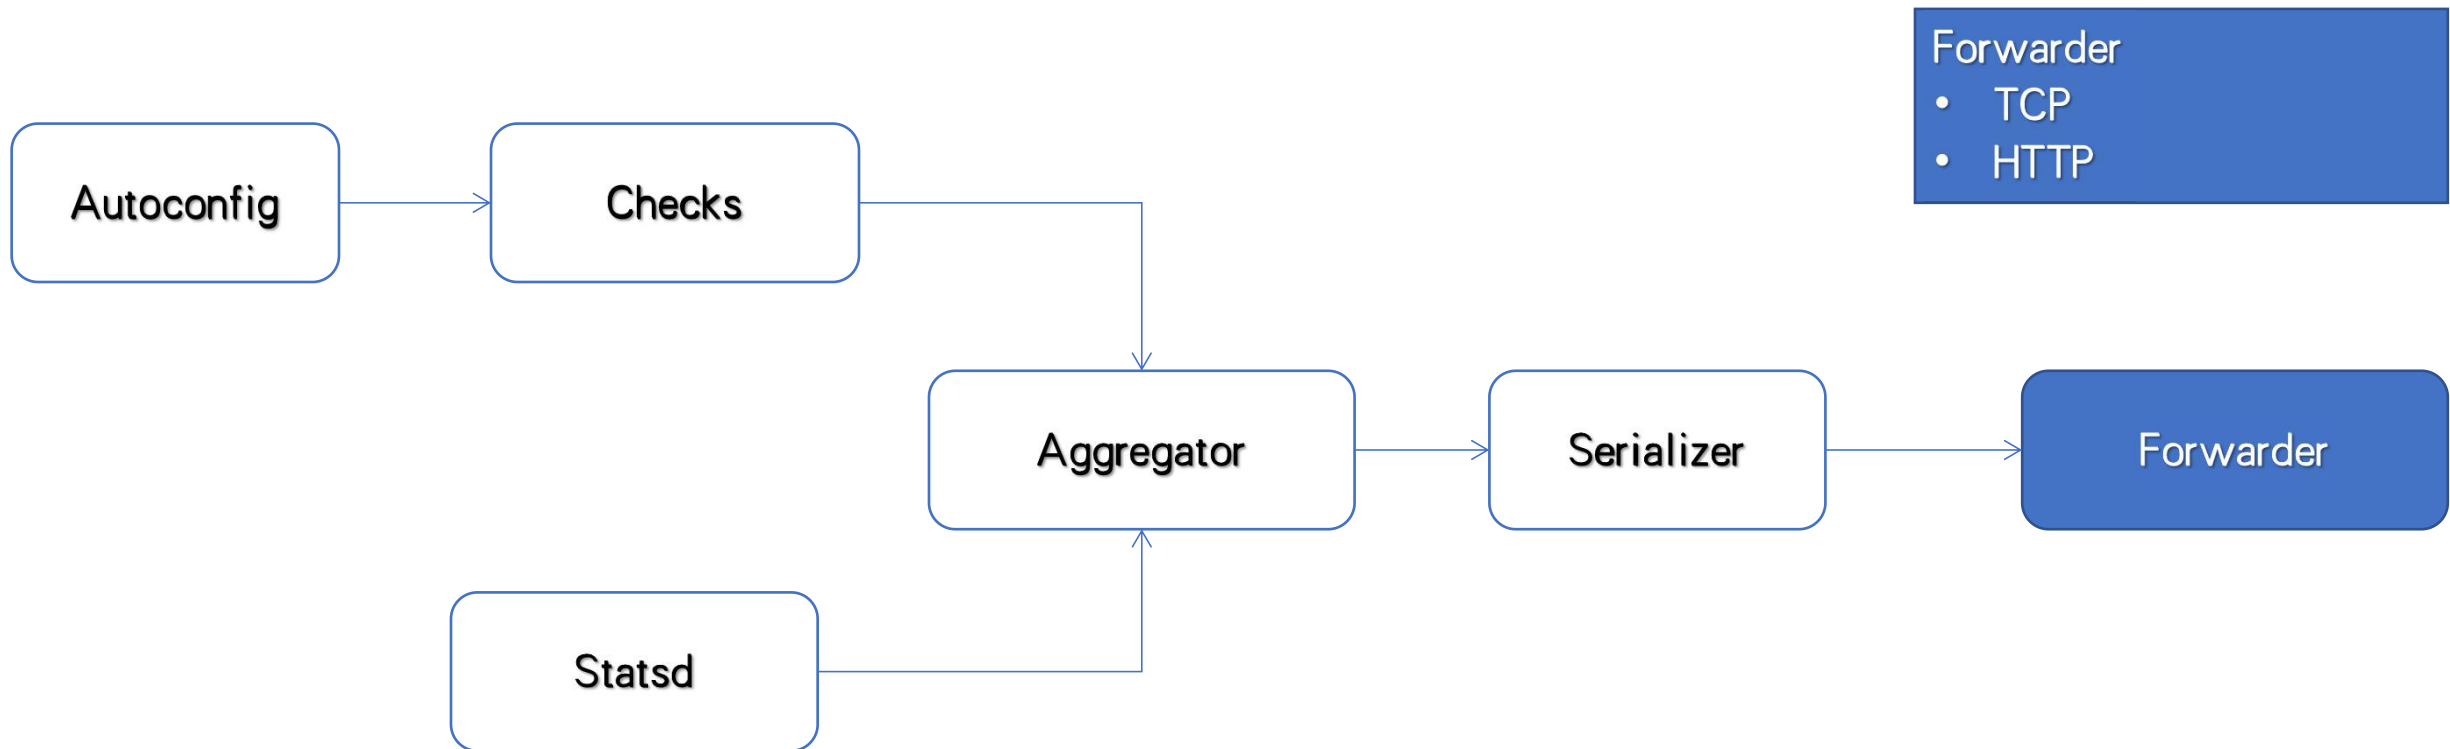 Forwarder
• TCP
• HTTP
Autoconfig
Checks
Aggregator
Serializer
Forwarder
Statsd